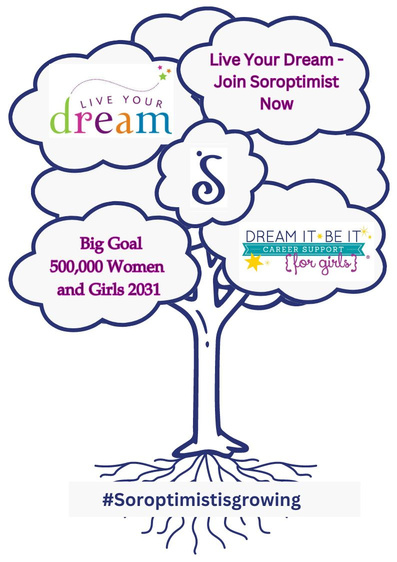 LIVE YOUR
dream
Live Your Dream -
Join Soroptimist
Now
S
Big Goal
500,000 Women
and Girls 2031
DREAM IT BE IT
CAREER SUPPORT
{for girls}
#Soroptimistisgrowing